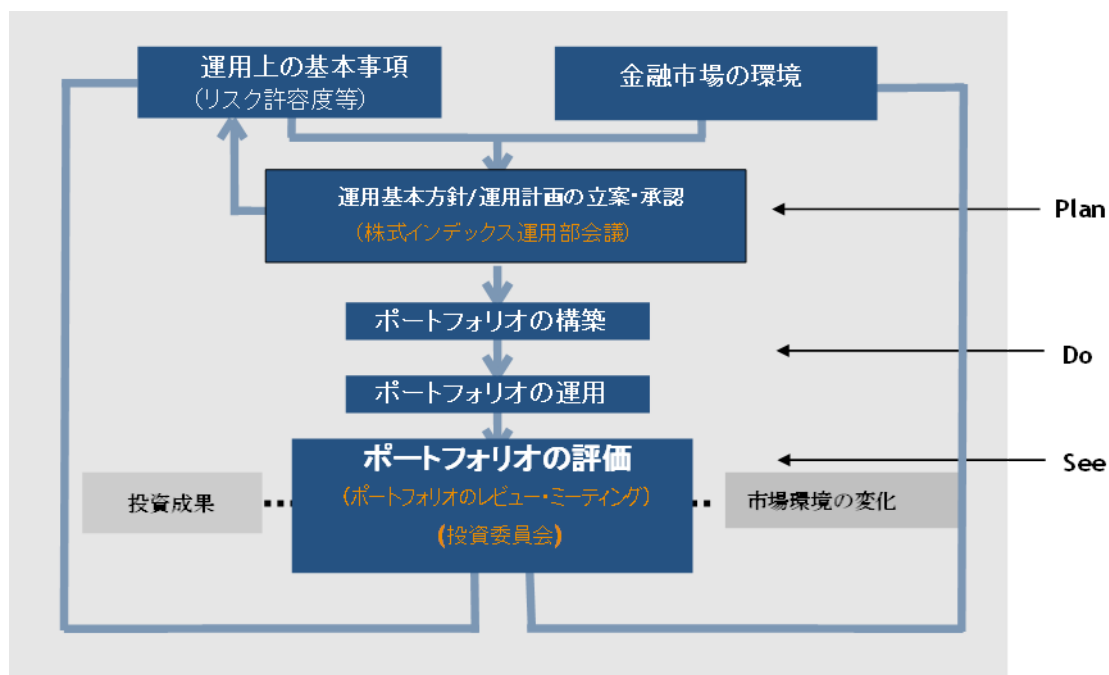 運用上の基本事項
(リスク許容度等)
金融市場の環境
運用基本方針/運用計画の立案・承認
(株式インデックス運用部会議)
Plan
ポートフォリオの構築
Do
ポートフォリオの運用
ポートフォリオの評価
(ポートフォリオのレビュー・ミーティング)
(投資委員会)
See
投資成果
市場環境の変化